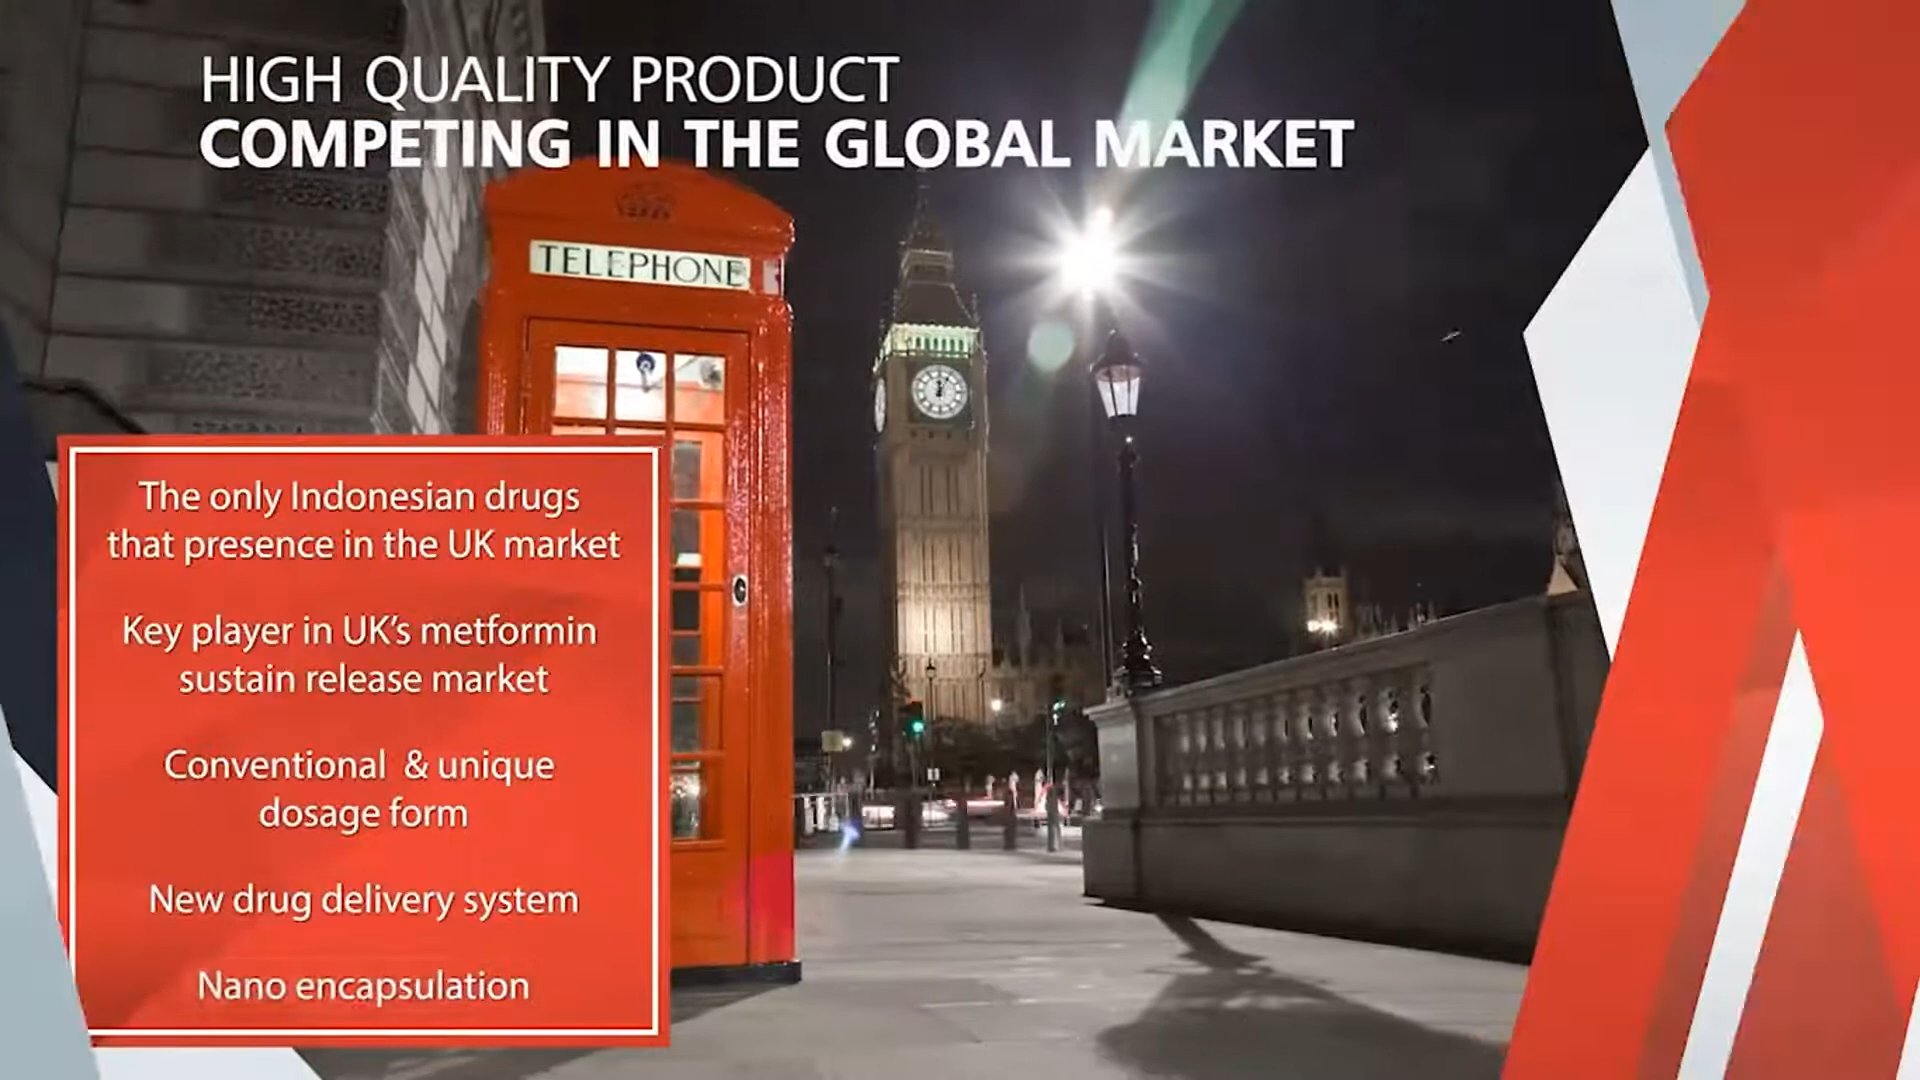 HIGH QUALITY PRODUCT
COMPETING IN THE GLOBAL MARKET
TELEPHONE
The only Indonesian drugs
that presence in the UK market
Key player in UK's metformin
sustain release market
Conventional & unique
dosage form
New drug delivery system
Nano encapsulation